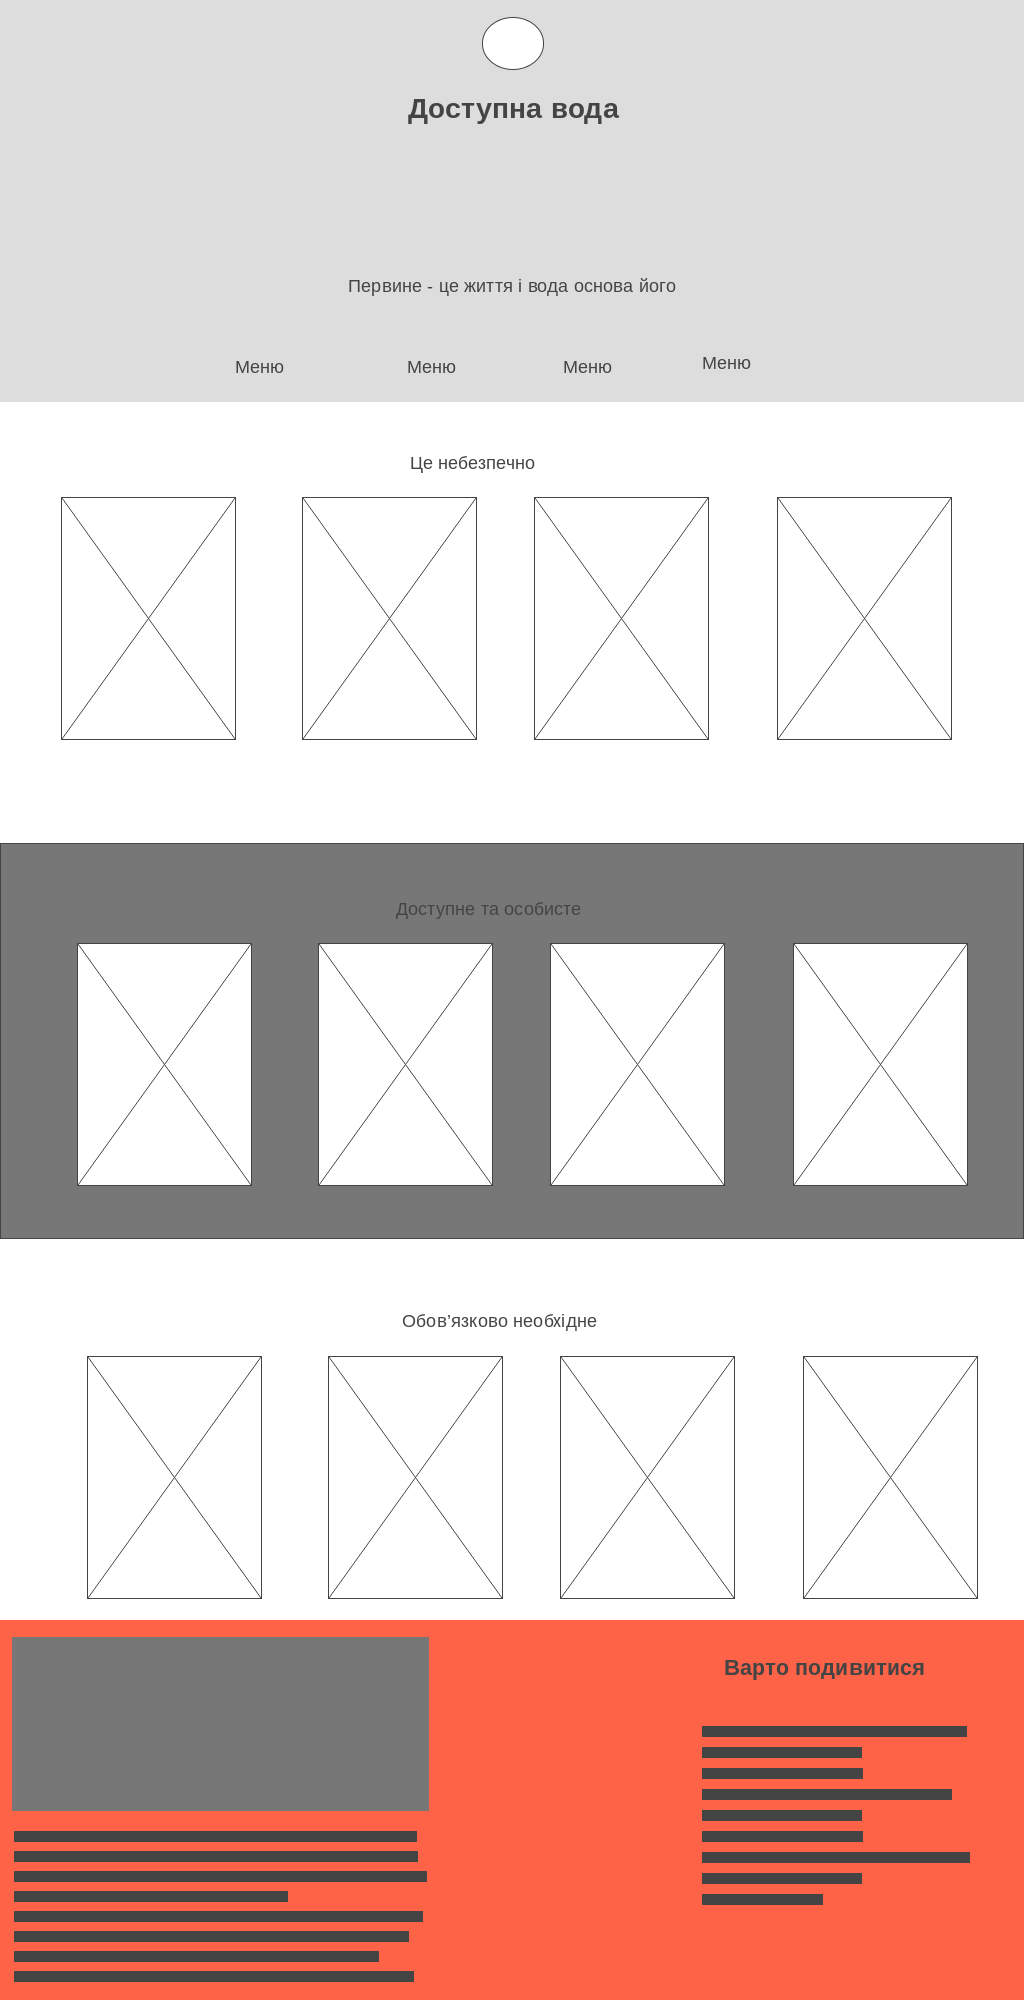 Доступна вода
Первине - це життя і вода основа його
Меню Меню Меню Меню
Це небезпечно
Доступне та особисте
Обов’язково необхідне
Варто подивитися